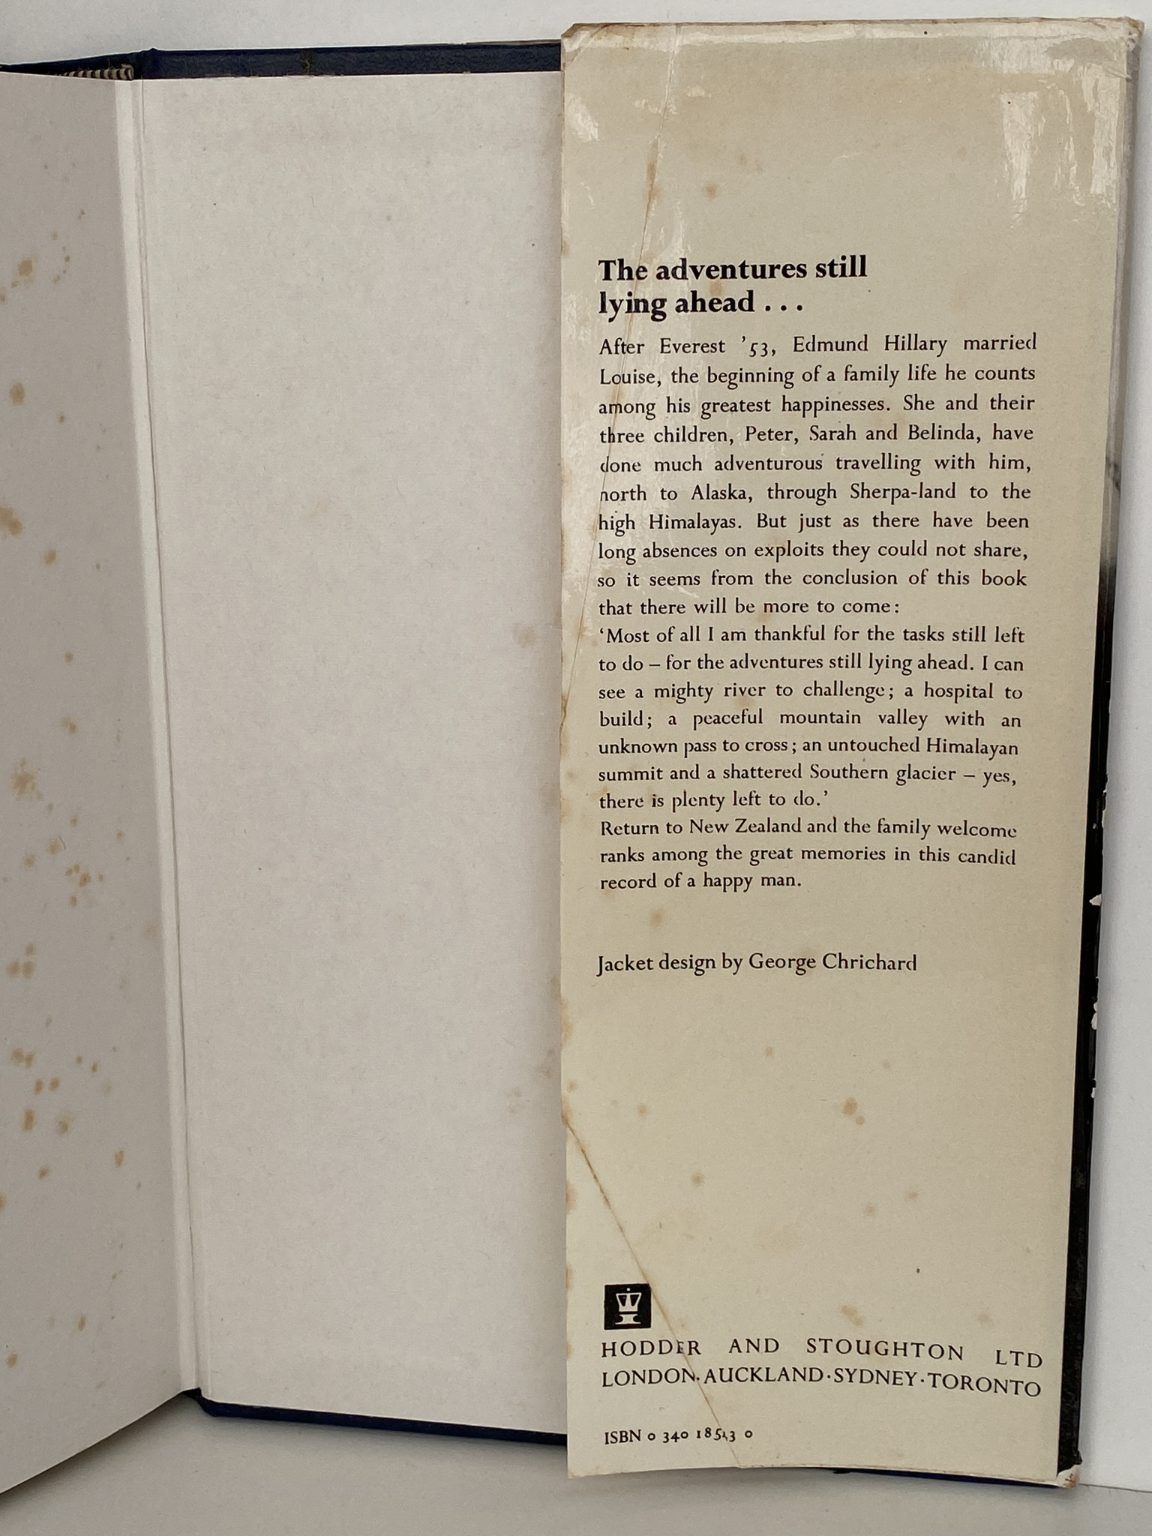 The adventures still
lying ahead . . .
After Everest '53, Edmund Hillary married
Louise, the beginning of a family life he counts
among his greatest happinesses. She and their
three children, Peter, Sarah and Belinda, have
done much adventurous travelling with him,
north to Alaska, through Sherpa-land to the
high Himalayas. But just as there have been
long absences on exploits they could not share,
so it seems from the conclusion of this book
that there will be more to come:
'Most of all I am thankful for the tasks still left
to do – for the adventures still lying ahead. I can
see a mighty river to challenge; a hospital to
build; a peaceful mountain valley with an
unknown pass to cross; an untouched Himalayan
summit and a shattered Southern glacier – yes,
there is plenty left to do.'
Return to New Zealand and the family welcome
ranks among the great memories in this candid
record of a happy man.
Jacket design by George Chrichard
HODDER AND STOUGHTON LTD
LONDON·AUCKLAND·SYDNEY·TORONTO
ISBN 0 340 0